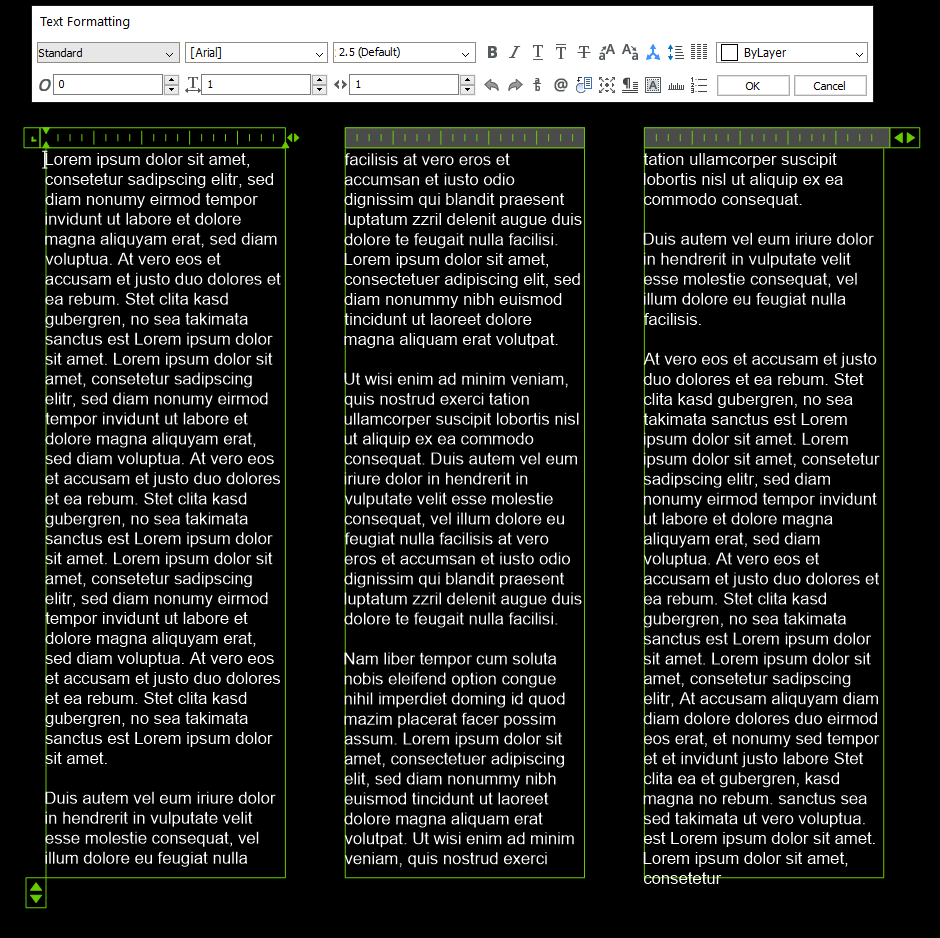 Text Formatting
Standard [Arial] 2.5 (Default) B I T T T ByLayer
O 0 T 1 1 @ OK Cancel
Lorem ipsum dolor sit amet,
consetetur sadipscing elitr, sed
diam nonumy eirmod tempor
invidunt ut labore et dolore
magna aliquyam erat, sed diam
voluptua. At vero eos et
accusam et justo duo dolores et
ea rebum. Stet clita kasd
gubergren, no sea takimata
sanctus est Lorem ipsum dolor
sit amet. Lorem ipsum dolor sit
amet, consetetur sadipscing
elitr, sed diam nonumy eirmod
tempor invidunt ut labore et
dolore magna aliquyam erat,
sed diam voluptua. At vero eos
et accusam et justo duo dolores
et ea rebum. Stet clita kasd
gubergren, no sea takimata
sanctus est Lorem ipsum dolor
sit amet. Lorem ipsum dolor sit
amet, consetetur sadipscing
elitr, sed diam nonumy eirmod
tempor invidunt ut labore et
dolore magna aliquyam erat,
sed diam voluptua. At vero eos
et accusam et justo duo dolores
et ea rebum. Stet clita kasd
gubergren, no sea takimata
sanctus est Lorem ipsum dolor
sit amet.
Duis autem vel eum iriure dolor
in hendrerit in vulputate velit
esse molestie consequat, vel
illum dolore eu feugiat nulla
facilisis at vero eros et
accumsan et iusto odio
dignissim qui blandit praesent
luptatum zzril delenit augue duis
dolore te feugait nulla facilisi.
Lorem ipsum dolor sit amet,
consectetuer adipiscing elit, sed
diam nonummy nibh euismod
tincidunt ut laoreet dolore
magna aliquam erat volutpat.
Ut wisi enim ad minim veniam,
quis nostrud exerci tation
ullamcorper suscipit lobortis nisl
ut aliquip ex ea commodo
consequat. Duis autem vel eum
iriure dolor in hendrerit in
vulputate velit esse molestie
consequat, vel illum dolore eu
feugiat nulla facilisis at vero
eros et accumsan et iusto odio
dignissim qui blandit praesent
luptatum zzril delenit augue duis
dolore te feugait nulla facilisi.
Nam liber tempor cum soluta
nobis eleifend option congue
nihil imperdiet doming id quod
mazim placerat facer possim
assum. Lorem ipsum dolor sit
amet, consectetuer adipiscing
elit, sed diam nonummy nibh
euismod tincidunt ut laoreet
dolore magna aliquam erat
volutpat. Ut wisi enim ad minim
veniam, quis nostrud exerci
tation ullamcorper suscipit
lobortis nisl ut aliquip ex ea
commodo consequat.
Duis autem vel eum iriure dolor
in hendrerit in vulputate velit
esse molestie consequat, vel
illum dolore eu feugiat nulla
facilisis.
At vero eos et accusam et justo
duo dolores et ea rebum. Stet
clita kasd gubergren, no sea
takimata sanctus est Lorem
ipsum dolor sit amet. Lorem
ipsum dolor sit amet, consetetur
sadipscing elitr, sed diam
nonumy eirmod tempor invidunt
ut labore et dolore magna
aliquyam erat, sed diam
voluptua. At vero eos et
accusam et justo duo dolores et
ea rebum. Stet clita kasd
gubergren, no sea takimata
sanctus est Lorem ipsum dolor
sit amet. Lorem ipsum dolor sit
amet, consetetur sadipscing
elitr, At accusam aliquyam diam
diam dolore dolores duo eirmod
eos erat, et nonumy sed tempor
et et invidunt justo labore Stet
clita ea et gubergren, kasd
magna no rebum. sanctus sea
sed takimata ut vero voluptua.
est Lorem ipsum dolor sit amet.
Lorem ipsum dolor sit amet,
consetetur